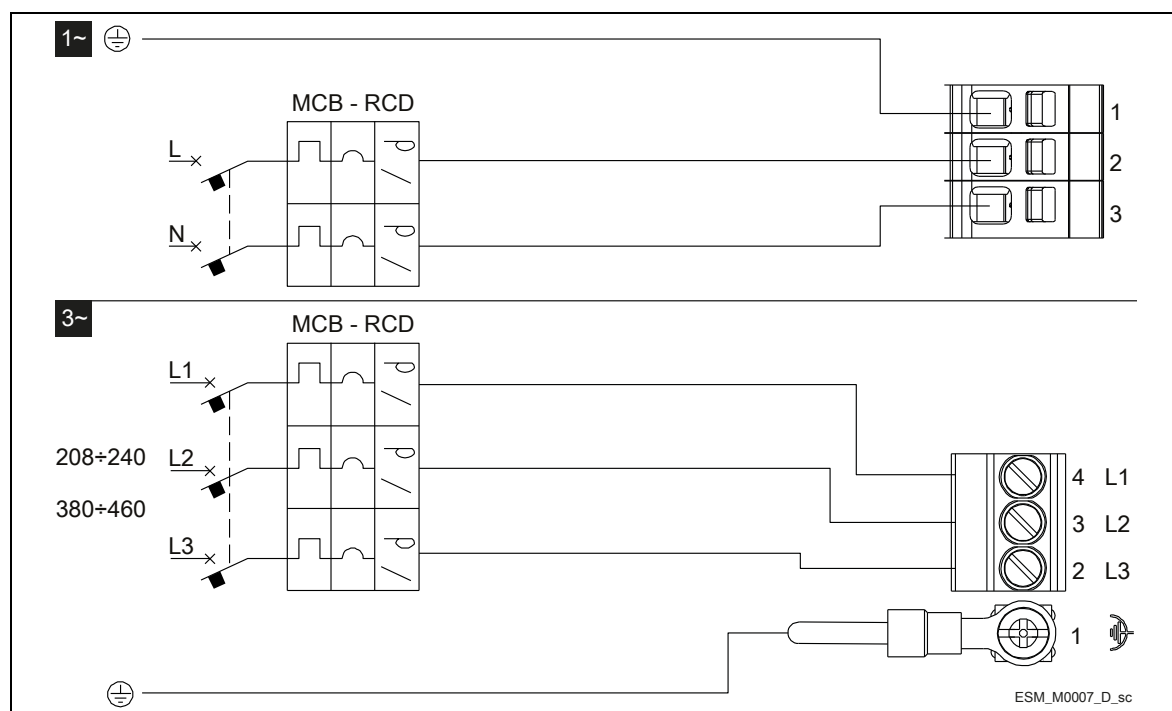 1~
MCB - RCD
L
N
1
2
3
3~
MCB - RCD
L1
208÷240 L2
380÷460
L3
4 L1
3 L2
2 L3
1
ESM_M0007_D_sc